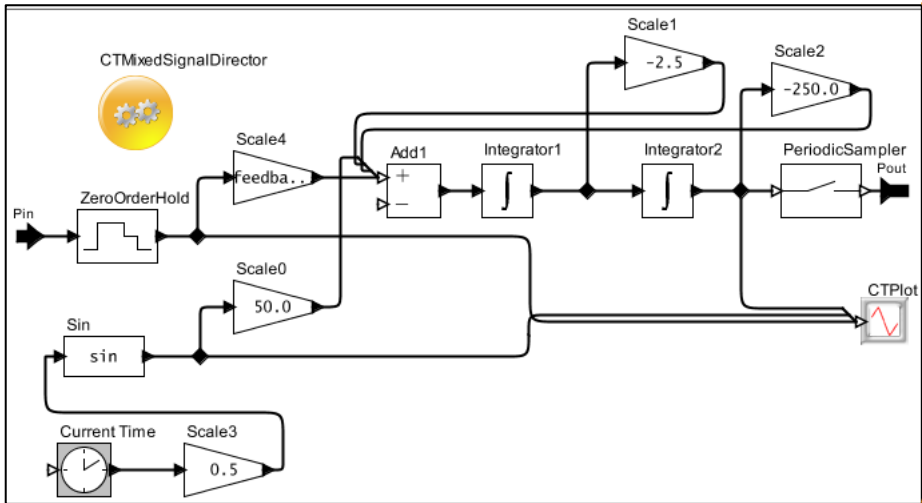 Scale1
-2.5
Scale2
-250.0
CTMixedSignalDirector
Scale4
feedba..
Add1
+
−
Integrator1
∫
Integrator2
∫
PeriodicSampler
Pout
Pin
ZeroOrderHold
Scale0
50.0
CTPlot
Sin
sin
Current Time
Scale3
0.5